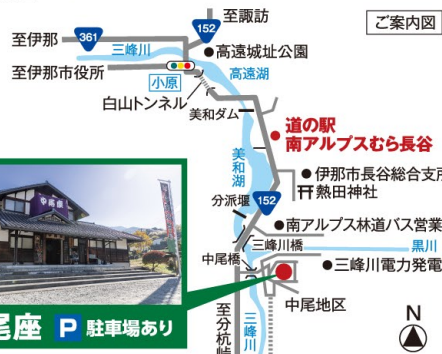 至諏訪
ご案内図
152
361
至伊那
三峰川
高遠城址公園
至伊那市役所
小原
高遠湖
白山トンネル
美和ダム
道の駅
南アルプスむら長谷
美和湖
伊那市長谷総合支所
熱田神社
152
分派堰
南アルプス林道バス営業
三峰川橋
黒川
中尾橋
三峰川電力発電
中尾座
尾座 P 駐車場あり
中尾地区
至分杭峠
三峰川
N